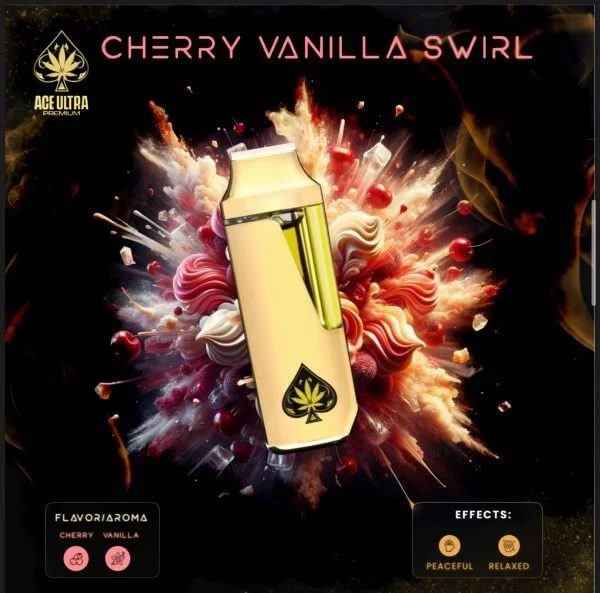 CHERRY VANILLA SWIRL
ACE ULTRA
PREMIUM
FLAVOR/AROMA
CHERRY VANILLA
EFFECTS:
PEACEFUL RELAXED